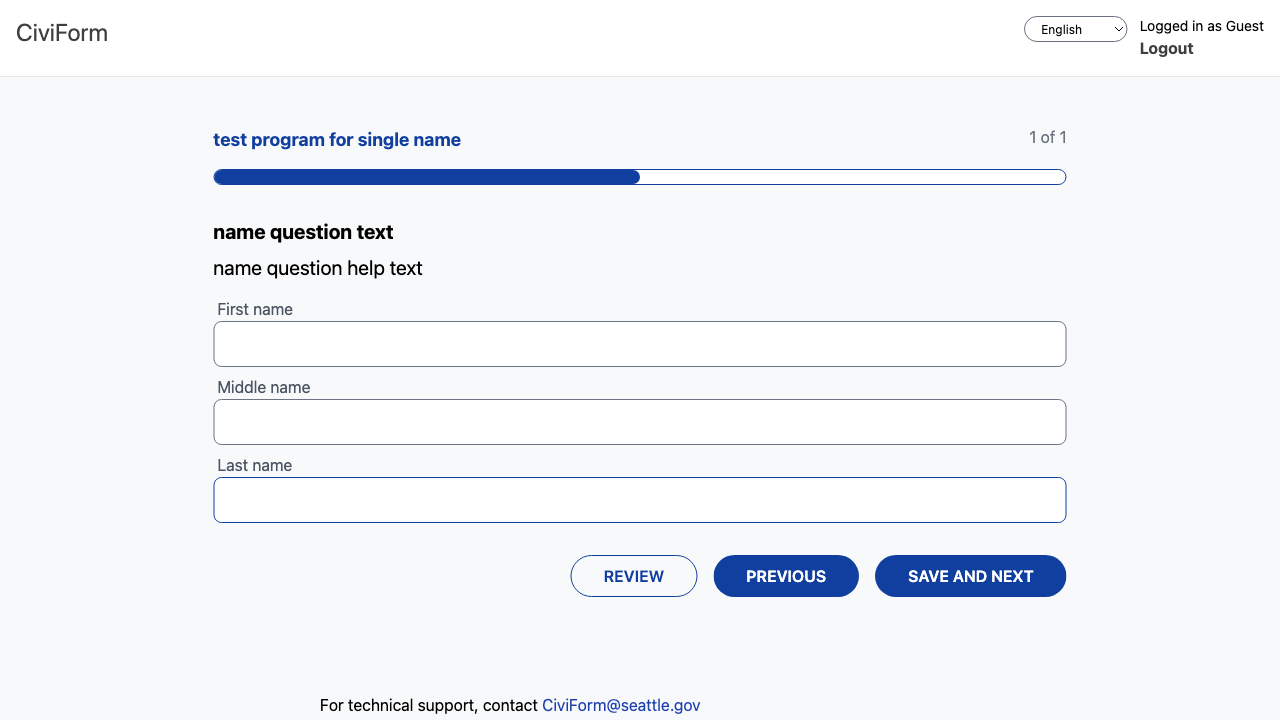 CiviForm
English
Logged in as Guest
Logout
test program for single name
1 of 1
name question text
name question help text
First name
Middle name
Last name
REVIEW
PREVIOUS
SAVE AND NEXT
For technical support, contact CiviForm@seattle.gov